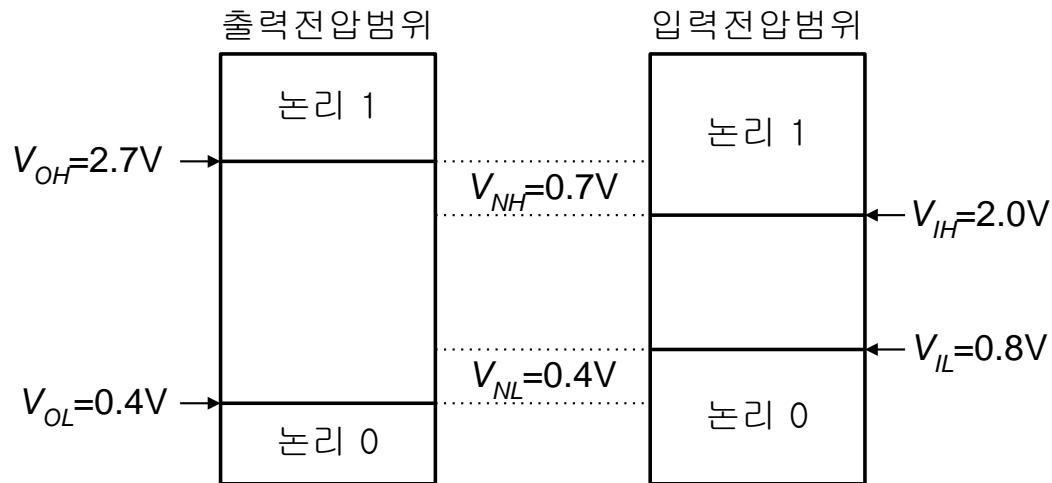 출력전압범위
입력전압범위
논리 1
논리 1
V_OH=2.7V
V_NH=0.7V
V_IH=2.0V
V_IL=0.8V
V_NL=0.4V
V_OL=0.4V
논리 0
논리 0